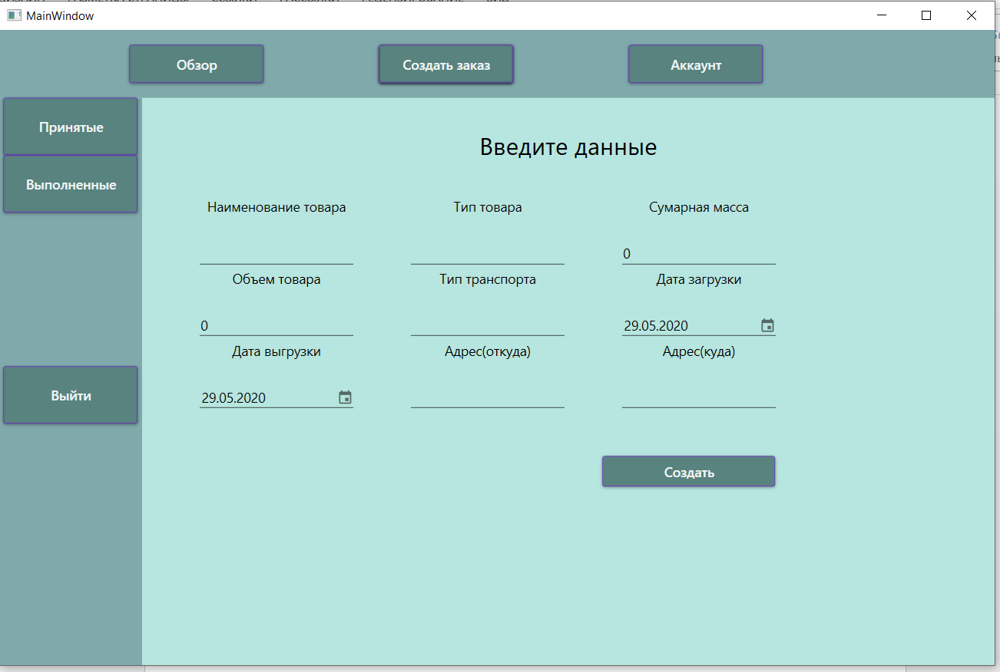 MainWindow
Обзор
Создать заказ
Аккаунт
Принятые
Выполненные
Выйти
Введите данные
Наименование товара
Тип товара
Сумарная масса
0
Объем товара
Тип транспорта
Дата загрузки
0
29.05.2020
Дата выгрузки
Адрес(откуда)
Адрес(куда)
29.05.2020
Создать